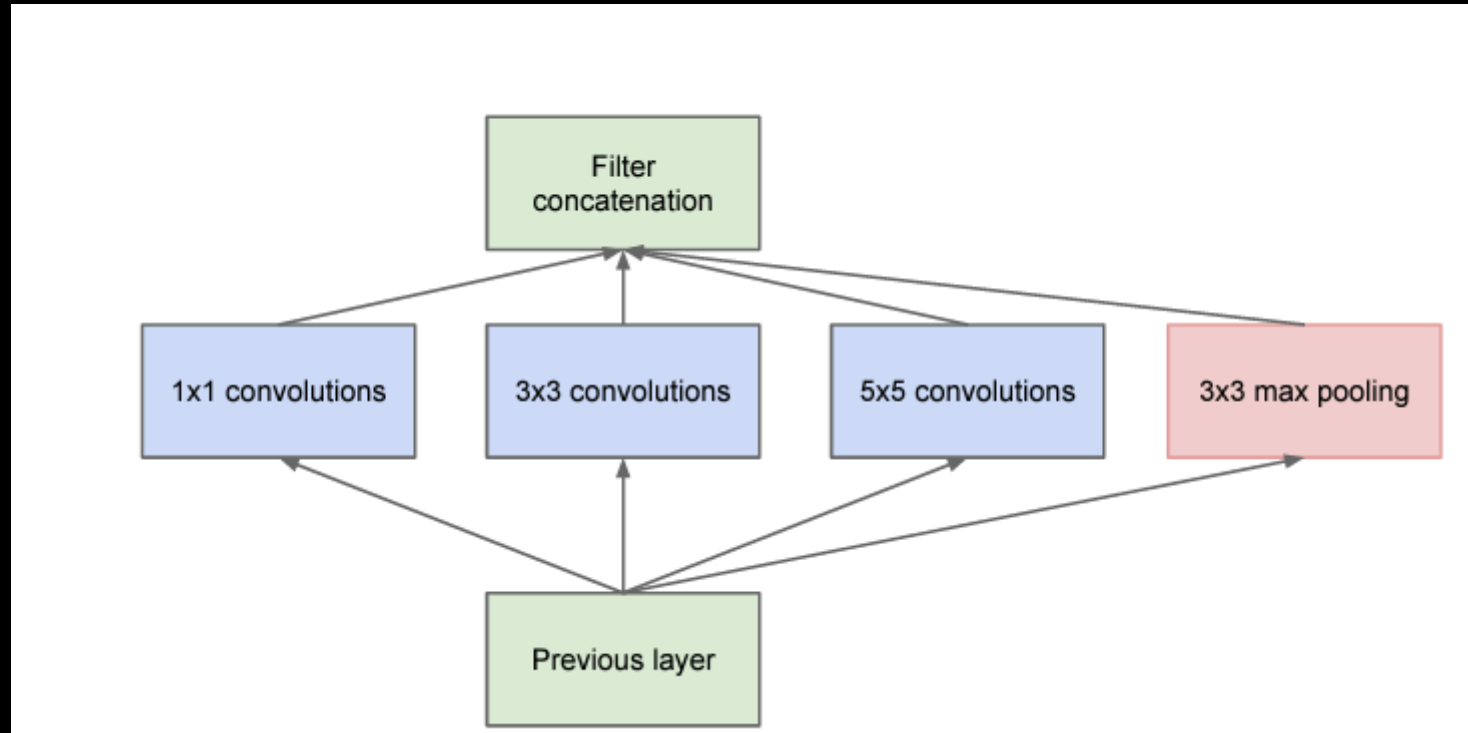 Filter
concatenation
1x1 convolutions
3x3 convolutions
5x5 convolutions
3x3 max pooling
Previous layer